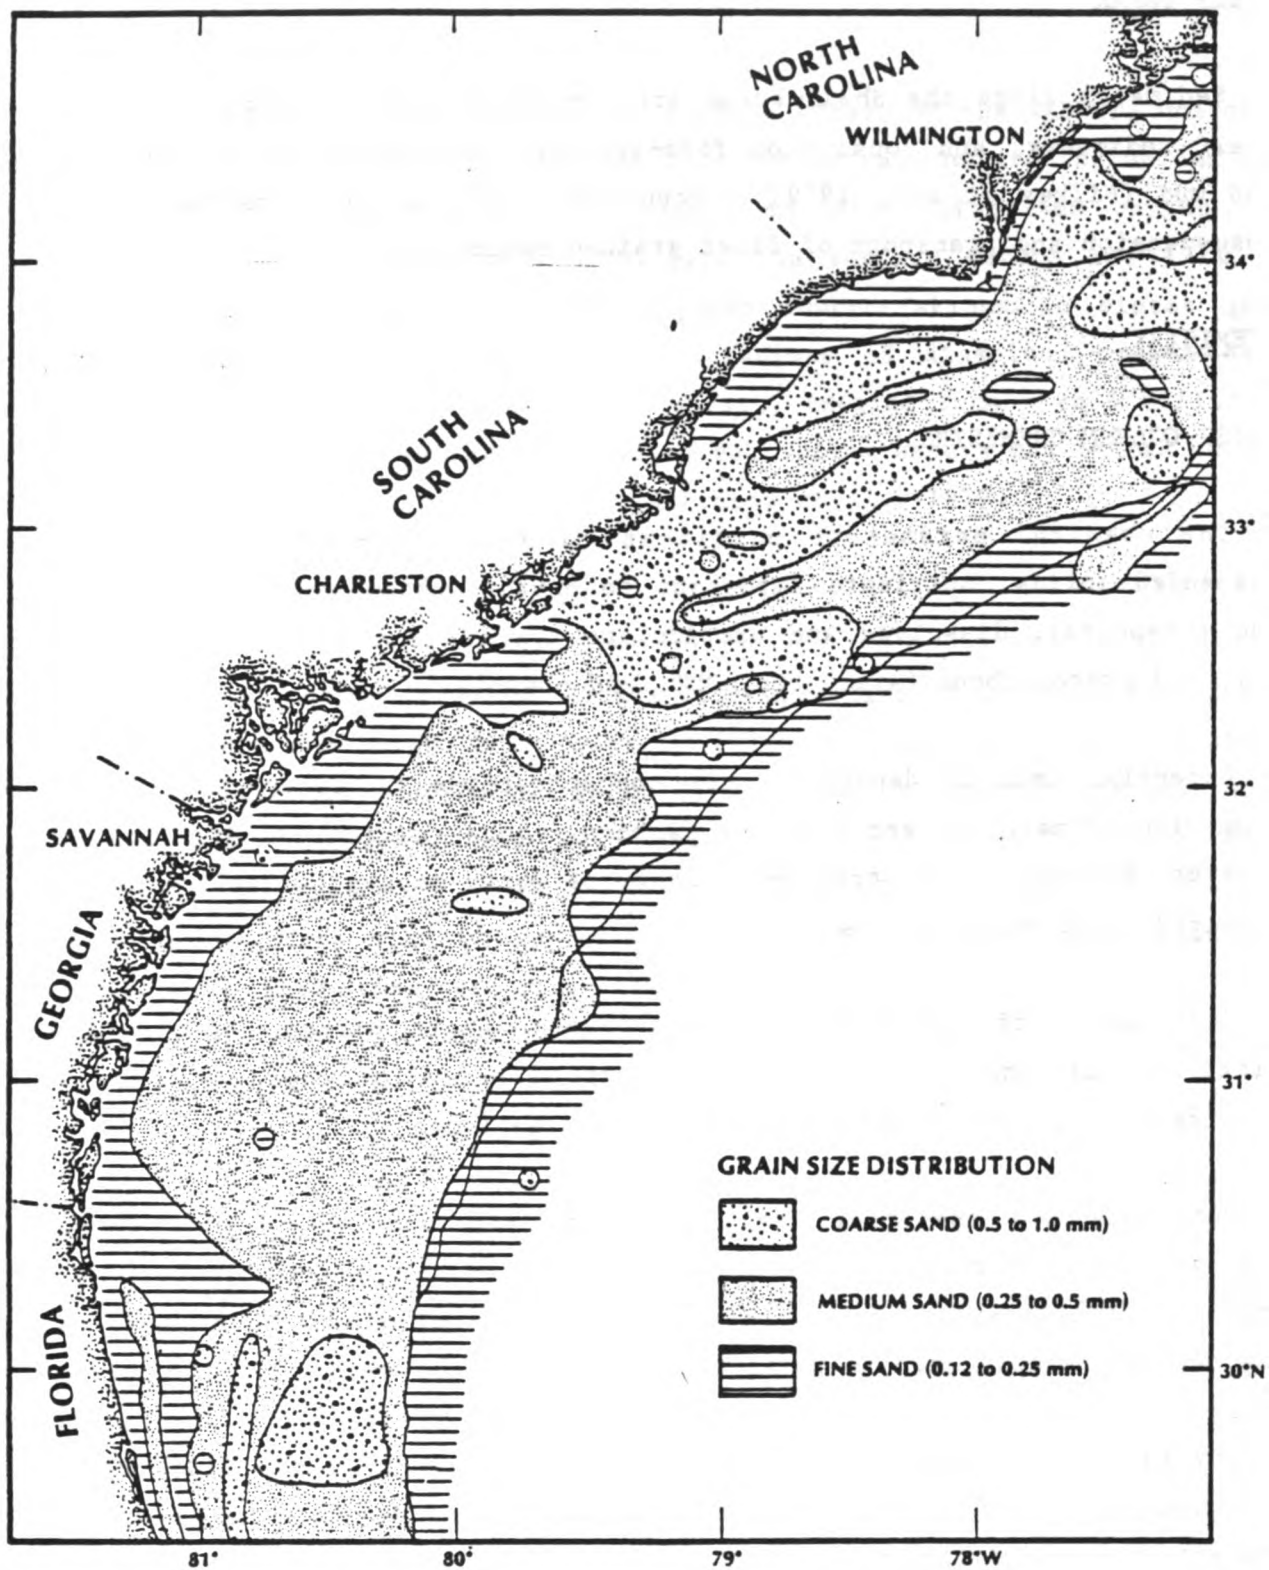 NORTH
CAROLINA
WILMINGTON
34°
SOUTH
CAROLINA
33°
CHARLESTON
32°
SAVANNAH
GEORGIA
31°
GRAIN SIZE DISTRIBUTION
COARSE SAND (0.5 to 1.0 mm)
MEDIUM SAND (0.25 to 0.5 mm)
FINE SAND (0.12 to 0.25 mm)
FLORIDA
30°N
81°
80°
79°
78°W